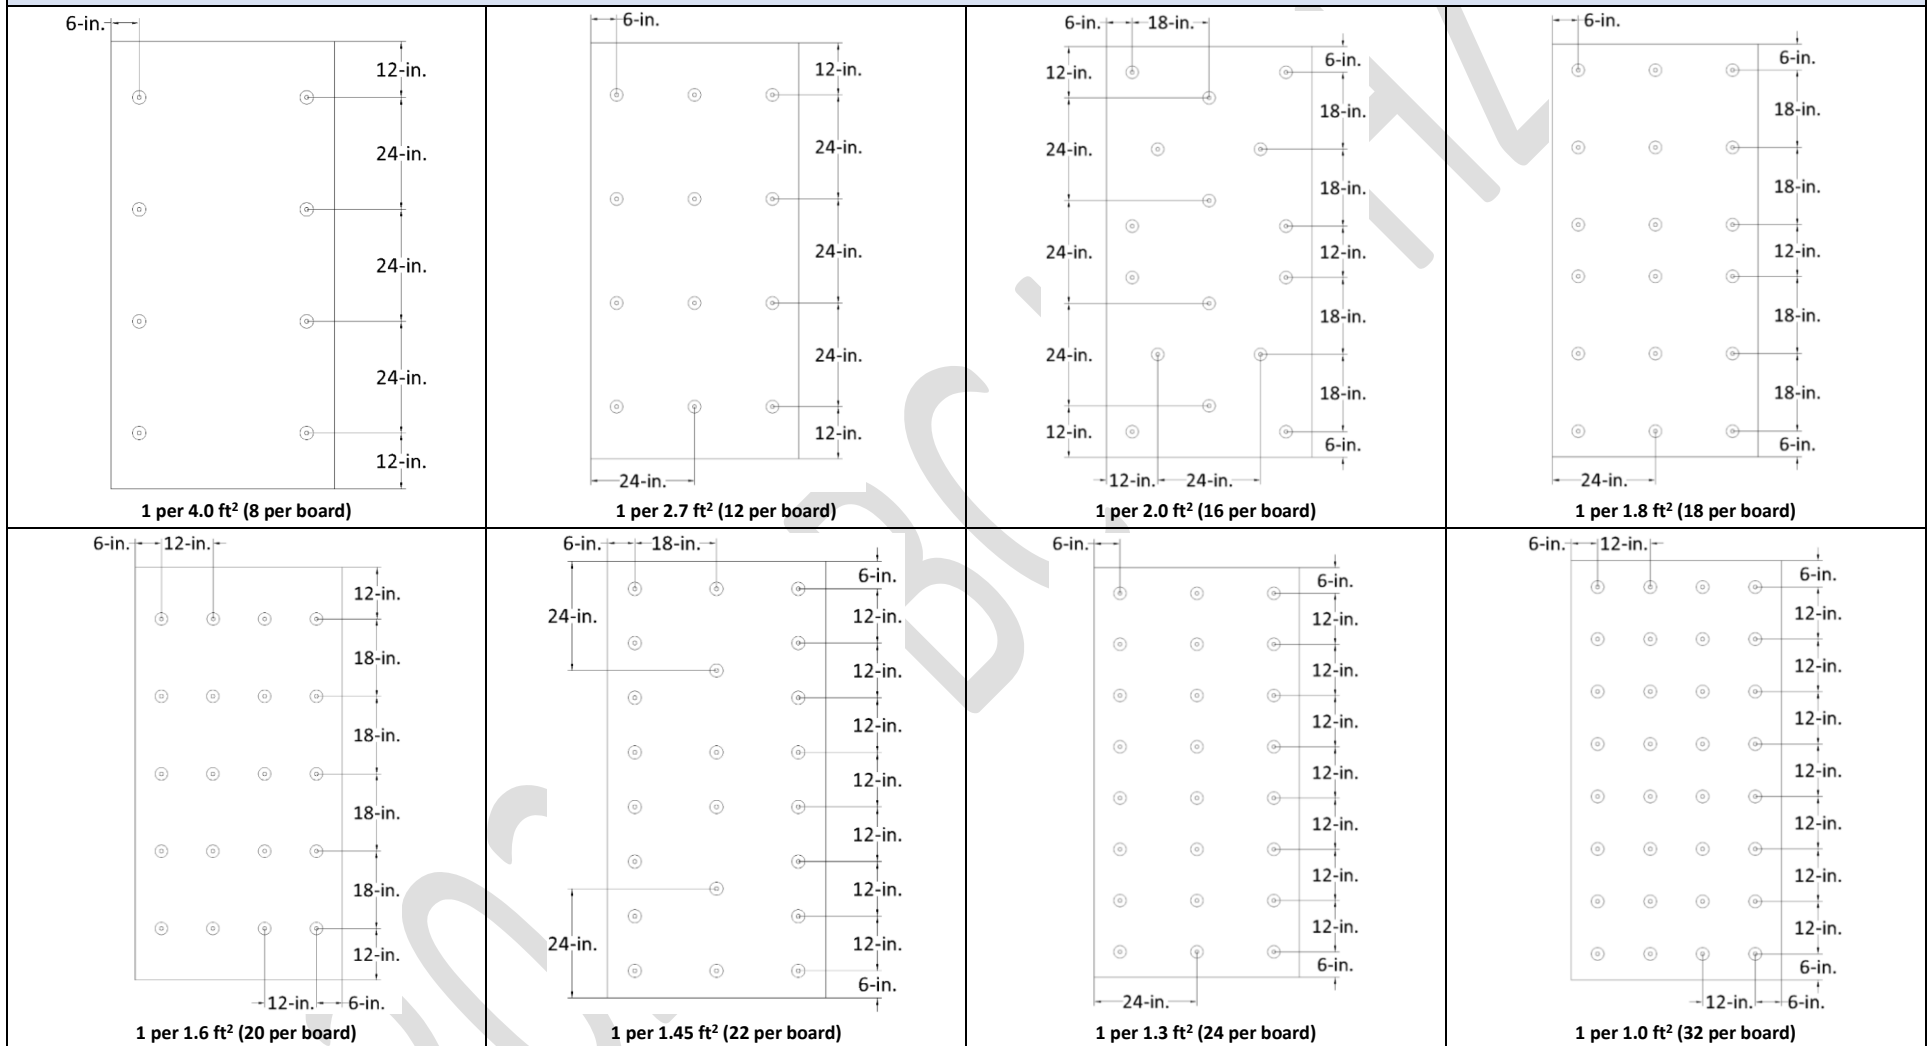 6-in.
12-in.
24-in.
24-in.
24-in.
12-in.
1 per 4.0 ft² (8 per board)
6-in.
12-in.
24-in.
24-in.
24-in.
12-in.
24-in.
1 per 2.7 ft² (12 per board)
6-in. 18-in.
6-in.
12-in.
18-in.
24-in.
18-in.
24-in. 12-in.
18-in.
24-in.
18-in.
12-in.
6-in.
12-in. 24-in.
1 per 2.0 ft² (16 per board)
6-in.
6-in.
18-in.
18-in.
12-in.
18-in.
18-in.
6-in.
24-in.
1 per 1.8 ft² (18 per board)
6-in. 12-in.
12-in.
18-in.
18-in.
18-in.
18-in.
12-in.
12-in. 6-in.
1 per 1.6 ft² (20 per board)
6-in. 18-in.
6-in.
24-in. 12-in.
12-in.
12-in.
12-in.
12-in.
12-in.
24-in. 12-in.
6-in.
1 per 1.45 ft² (22 per board)
6-in.
6-in.
12-in.
12-in.
12-in.
12-in.
12-in.
12-in.
12-in.
6-in.
24-in.
1 per 1.3 ft² (24 per board)
6-in. 12-in.
6-in.
12-in.
12-in.
12-in.
12-in.
12-in.
12-in.
12-in.
6-in.
12-in. 6-in.
1 per 1.0 ft² (32 per board)